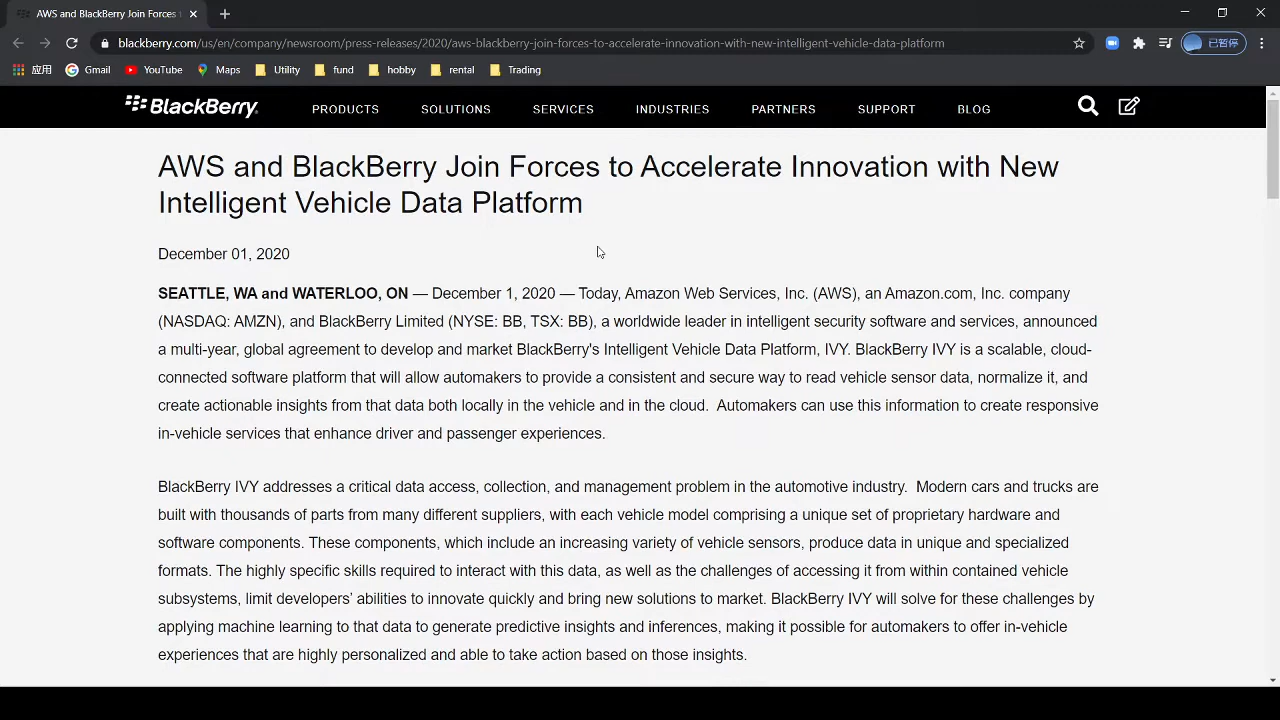 AWS and BlackBerry Join Forces t
blackberry.com/us/en/company/newsroom/press-release/2020/aws-blackberry-join-forces-to-accelerate-innovation-with-new-intelligent-vehicle-data-platform
已暂停
应用
Gmail
YouTube
Maps
Utility
fund
hobby
rental
Trading
BlackBerry
PRODUCTS
SOLUTIONS
SERVICES
INDUSTRIES
PARTNERS
SUPPORT
BLOG
AWS and BlackBerry Join Forces to Accelerate Innovation with New
Intelligent Vehicle Data Platform
December 01, 2020
SEATTLE, WA and WATERLOO, ON — December 1, 2020 — Today, Amazon Web Services, Inc. (AWS), an Amazon.com, Inc. company
(NASDAQ: AMZN), and BlackBerry Limited (NYSE: BB, TSX: BB), a worldwide leader in intelligent security software and services, announced
a multi-year, global agreement to develop and market BlackBerry's Intelligent Vehicle Data Platform, IVY. BlackBerry IVY is a scalable, cloud-
connected software platform that will allow automakers to provide a consistent and secure way to read vehicle sensor data, normalize it, and
create actionable insights from that data both locally in the vehicle and in the cloud. Automakers can use this information to create responsive
in-vehicle services that enhance driver and passenger experiences.
BlackBerry IVY addresses a critical data access, collection, and management problem in the automotive industry. Modern cars and trucks are
built with thousands of parts from many different suppliers, with each vehicle model comprising a unique set of proprietary hardware and
software components. These components, which include an increasing variety of vehicle sensors, produce data in unique and specialized
formats. The highly specific skills required to interact with this data, as well as the challenges of accessing it from within contained vehicle
subsystems, limit developers' abilities to innovate quickly and bring new solutions to market. BlackBerry IVY will solve for these challenges by
applying machine learning to that data to generate predictive insights and inferences, making it possible for automakers to offer in-vehicle
experiences that are highly personalized and able to take action based on those insights.